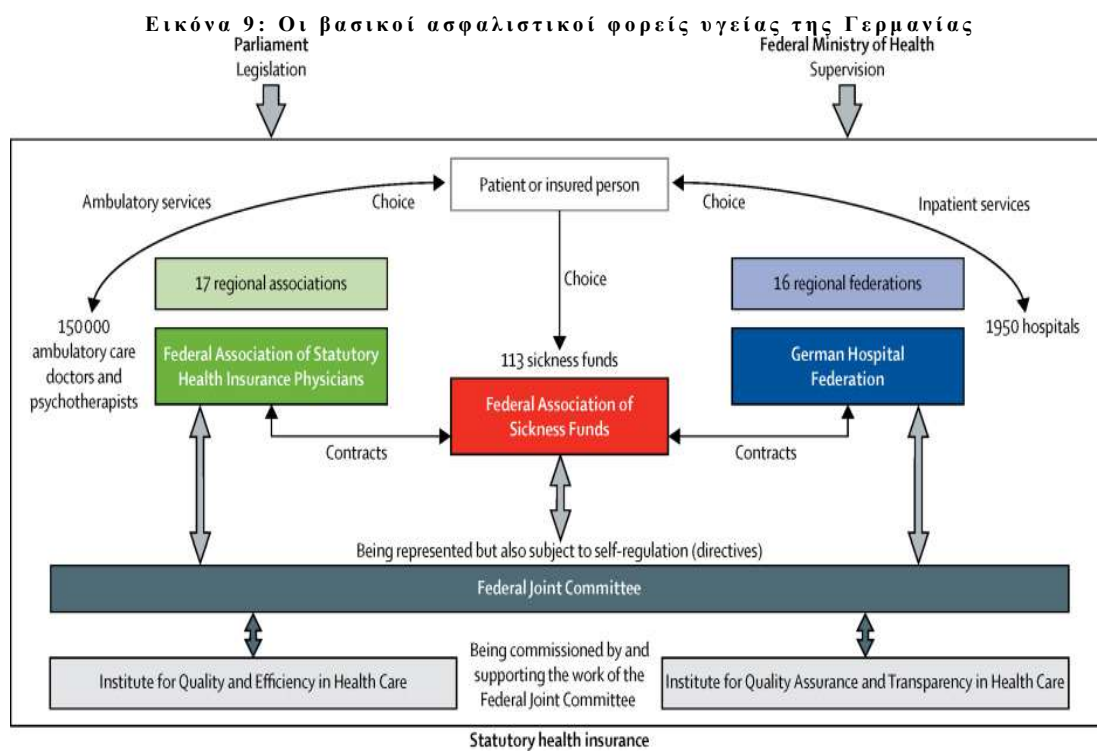 Εικόνα 9: Οι βασικοί ασφαλιστικοί φορείς υγείας της Γερμανίας
Parliament
Legislation
Federal Ministry of Health
Supervision
Patient or insured person
Ambulatory services
Choice
Choice
Inpatient services
17 regional associations
Choice
16 regional federations
150 000
ambulatory care
doctors and
psychotherapists
Federal Association of Statutory
Health Insurance Physicians
113 sickness funds
Federal Association of
Sickness Funds
German Hospital
Federation
1950 hospitals
Contracts
Contracts
Being represented but also subject to self-regulation (directives)
Federal Joint Committee
Institute for Quality and Efficiency in Health Care
Being commissioned by and
supporting the work of the
Federal Joint Committee
Institute for Quality Assurance and Transparency in Health Care
Statutory health insurance